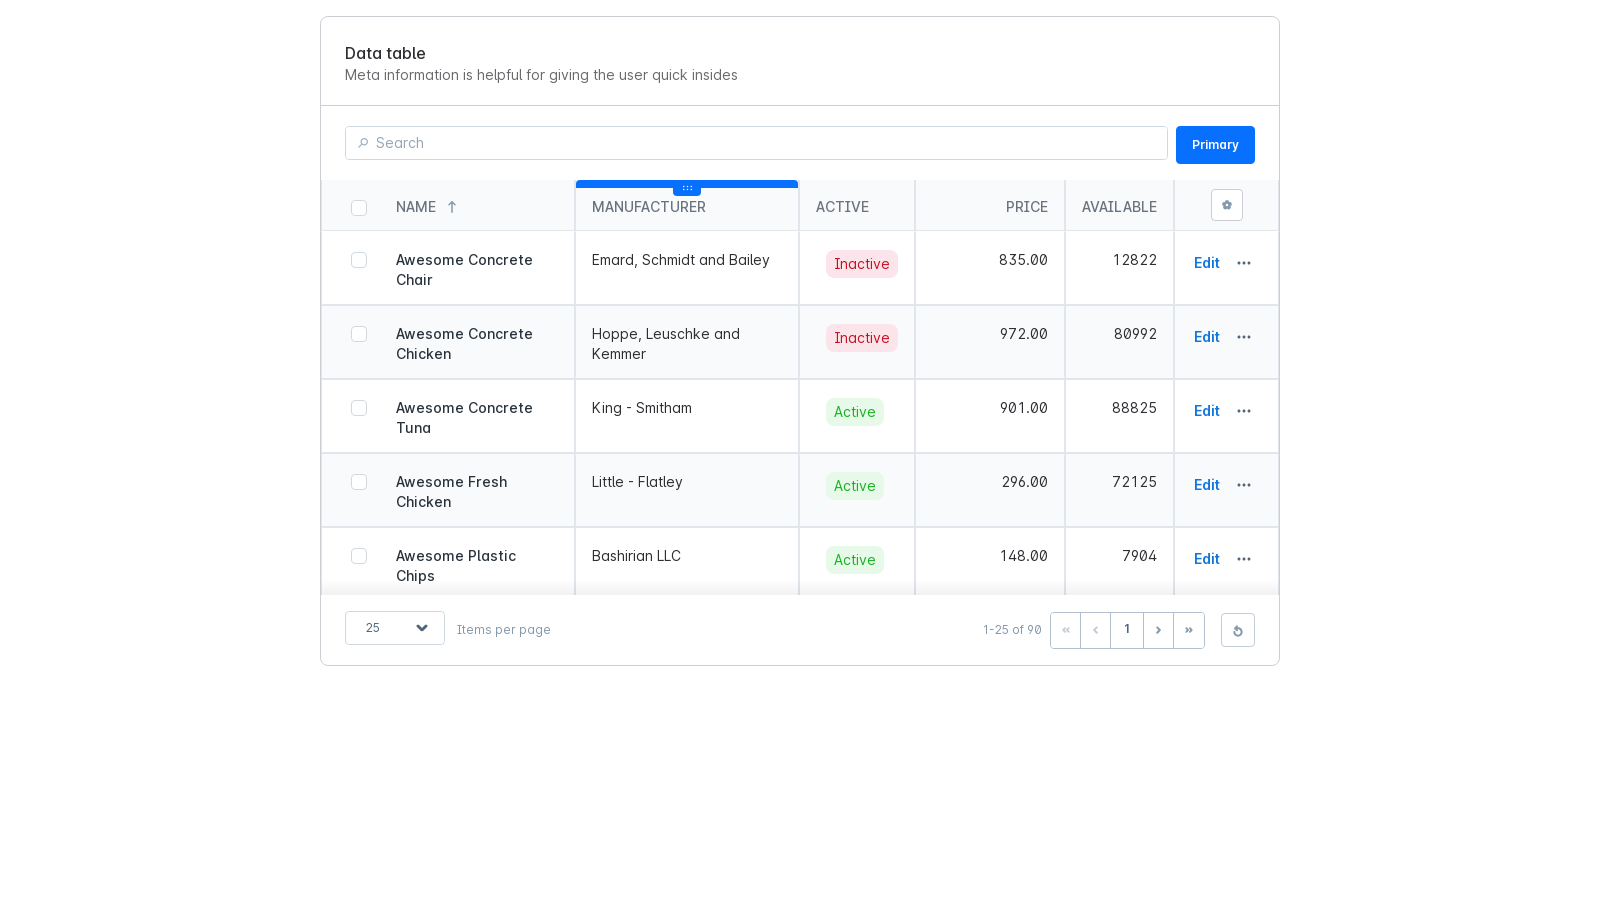 Data table
Meta information is helpful for giving the user quick insides
Search
Primary
NAME MANUFACTURER ACTIVE PRICE AVAILABLE
Awesome Concrete Chair Emard, Schmidt and Bailey Inactive 835.00 12822 Edit
Awesome Concrete Chicken Hoppe, Leuschke and Kemmer Inactive 972.00 80992 Edit
Awesome Concrete Tuna King - Smitham Active 901.00 88825 Edit
Awesome Fresh Chicken Little - Flatley Active 296.00 72125 Edit
Awesome Plastic Chips Bashirian LLC Active 148.00 7904 Edit
25 Items per page 1-25 of 90 « ‹ 1 › »